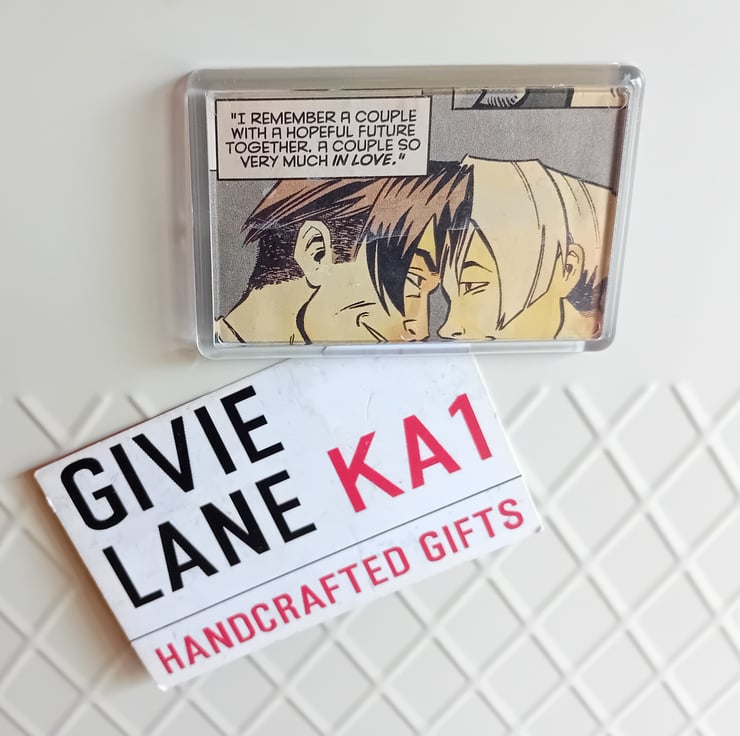 "I REMEMBER A COUPLE
WITH A HOPEFUL FUTURE
TOGETHER. A COUPLE SO
VERY MUCH IN LOVE."
GIVIE
LANE KA1
HANDCRAFTED GIFTS